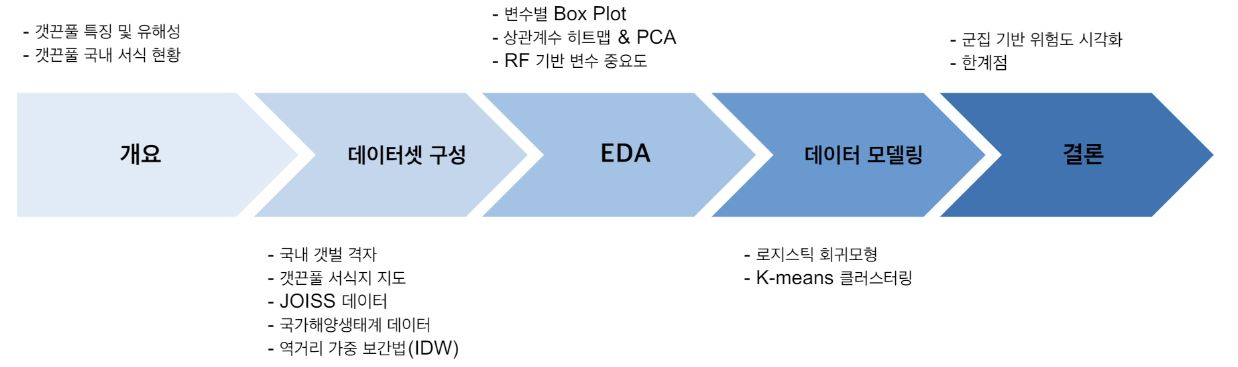 - 갯끈풀 특징 및 유해성
- 갯끈풀 국내 서식 현황
개요
데이터셋 구성
- 국내 갯벌 격자
- 갯끈풀 서식지 지도
- JOISS 데이터
- 국가해양생태계 데이터
- 역거리 가중 보간법(IDW)
- 변수별 Box Plot
- 상관계수 히트맵 & PCA
- RF 기반 변수 중요도
EDA
데이터 모델링
- 로지스틱 회귀모형
- K-means 클러스터링
- 군집 기반 위험도 시각화
- 한계점
결론